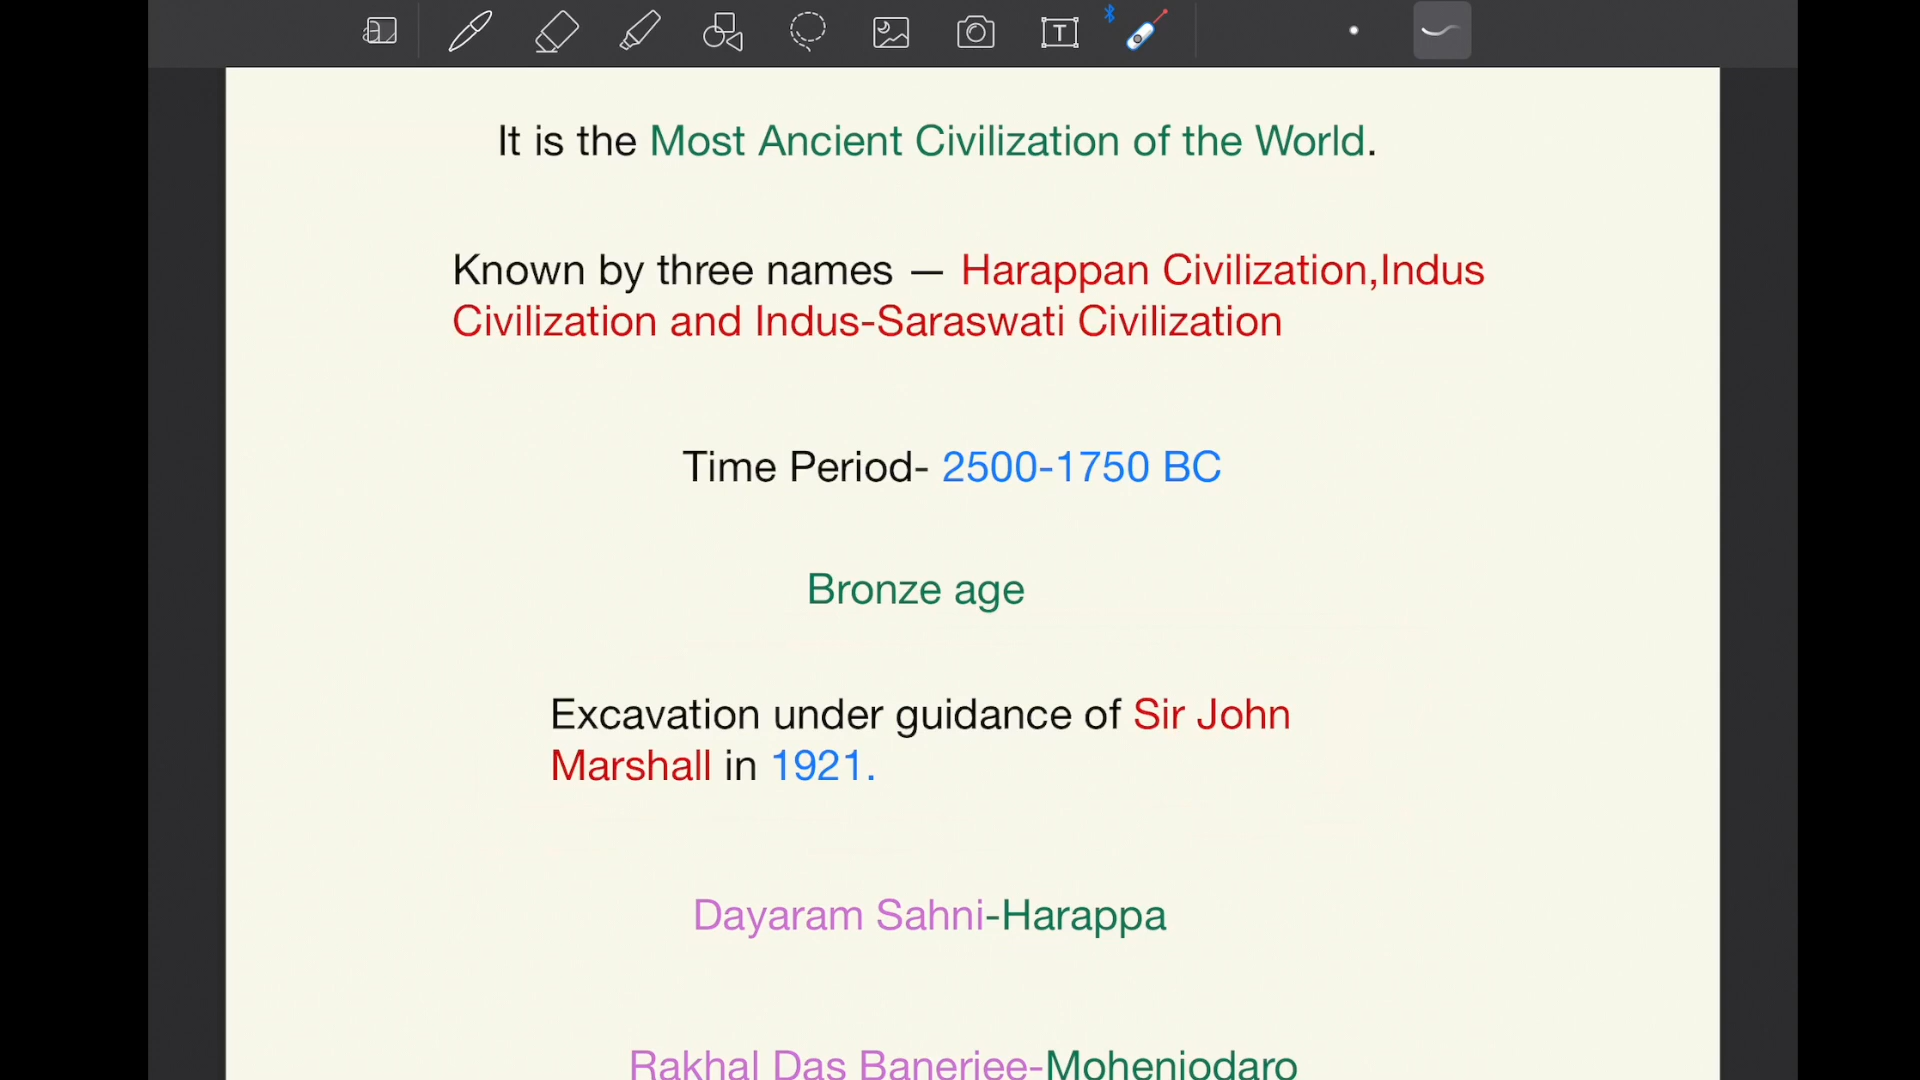 T
It is the Most Ancient Civilization of the World.
Known by three names — Harappan Civilization,Indus
Civilization and Indus-Saraswati Civilization
Time Period- 2500-1750 BC
Bronze age
Excavation under guidance of Sir John
Marshall in 1921.
Dayaram Sahni-Harappa
Rakhal Das Banerjee-Mohenjodaro